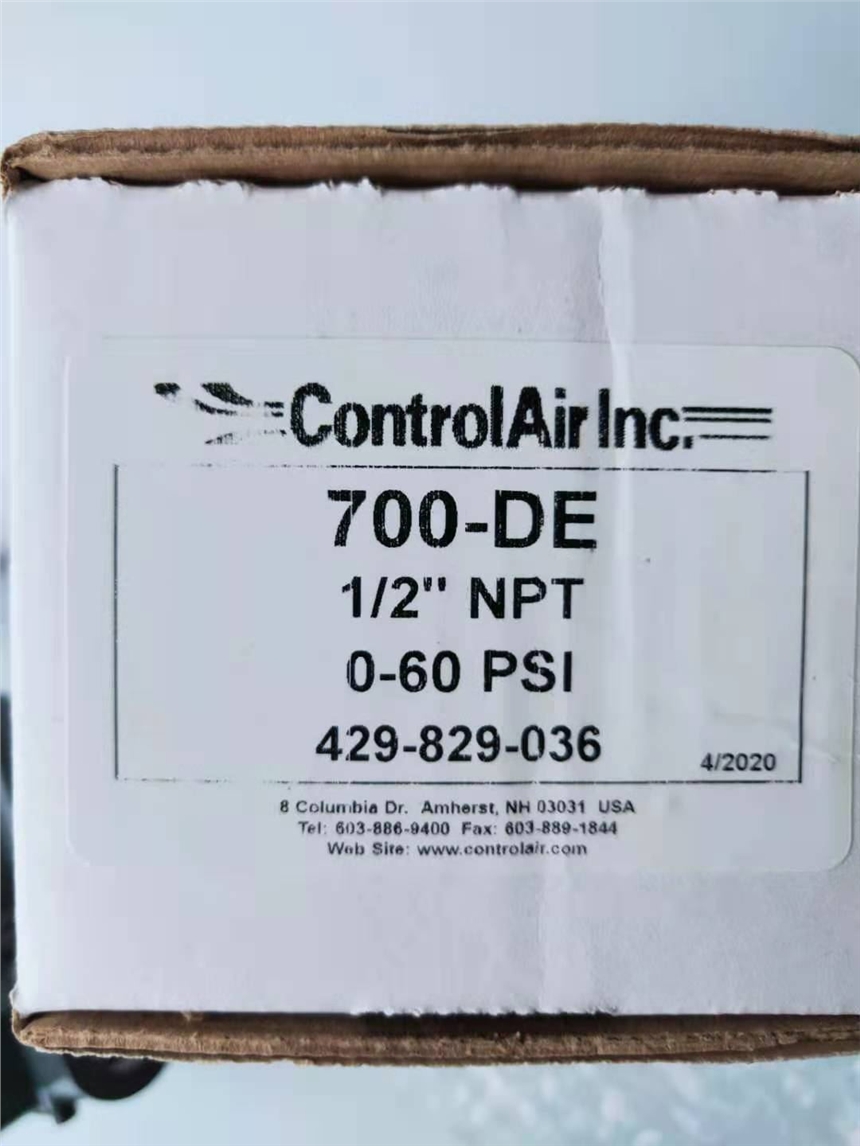 ControlAir Inc.
700-DE
1/2" NPT
0-60 PSI
429-829-036
4/2020
8 Columbia Dr. Amherst, NH 03031 USA
Tel: 603-886-9400 Fax: 603-889-1844
Web Site: www.controlair.com